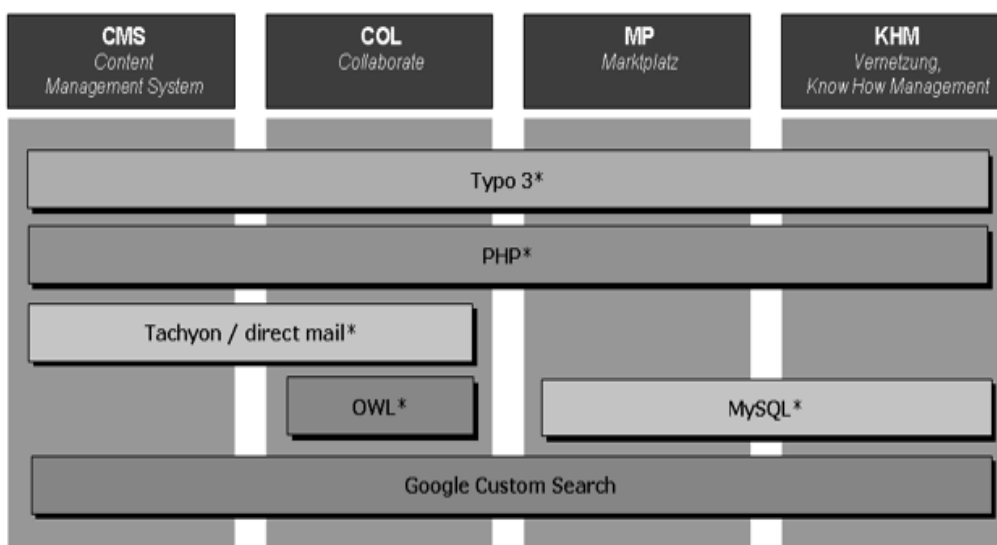 CMS
Content
Management System
COL
Collaborate
MP
Marktplatz
KHM
Vernetzung,
Know How Management
Typo 3*
PHP*
Tachyon / direct mail*
OWL*
MySQL*
Google Custom Search